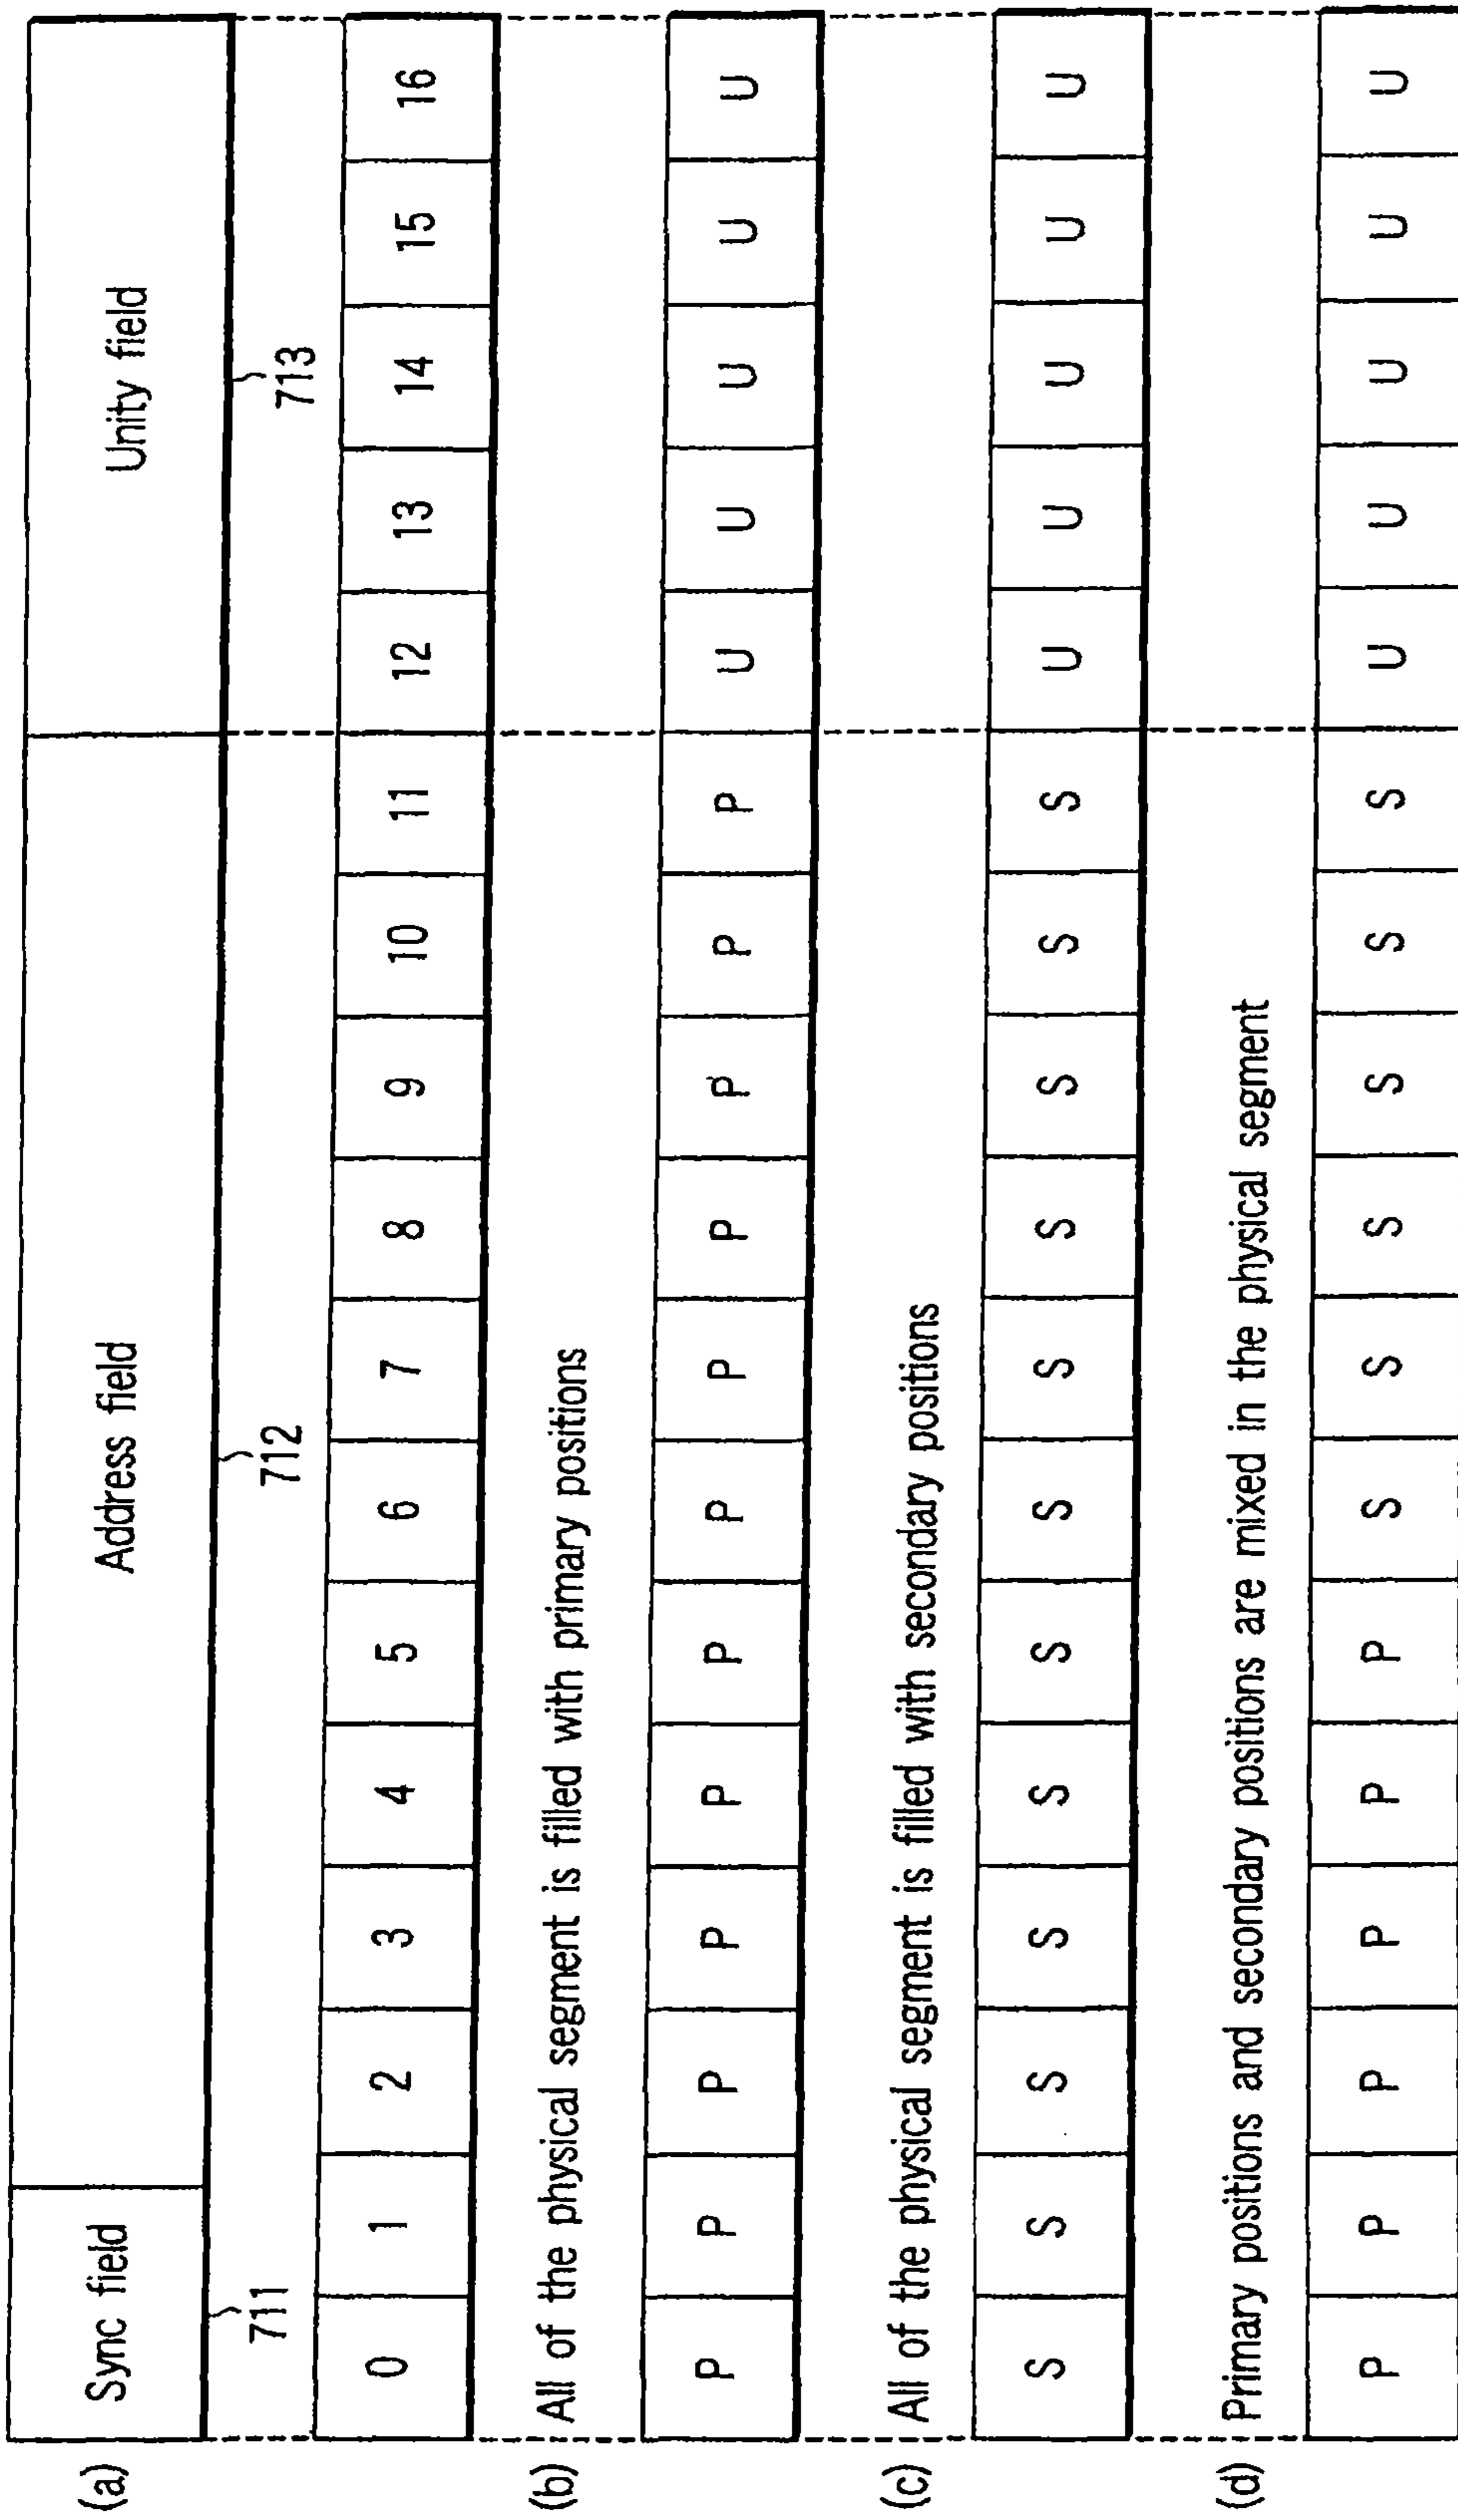 (a)
Sync field Address field Unity field
711 712 713
0 1 2 3 4 5 6 7 8 9 10 11 12 13 14 15 16
(b) All of the physical segment is filled with primary positions
P P P P P P P P P P P P U U U U U
(c) All of the physical segment is filled with secondary positions
S S S S S S S S S S S S U U U U U
(d) Primary positions and secondary positions are mixed in the physical segment
P P P P P P S S S S S S U U U U U